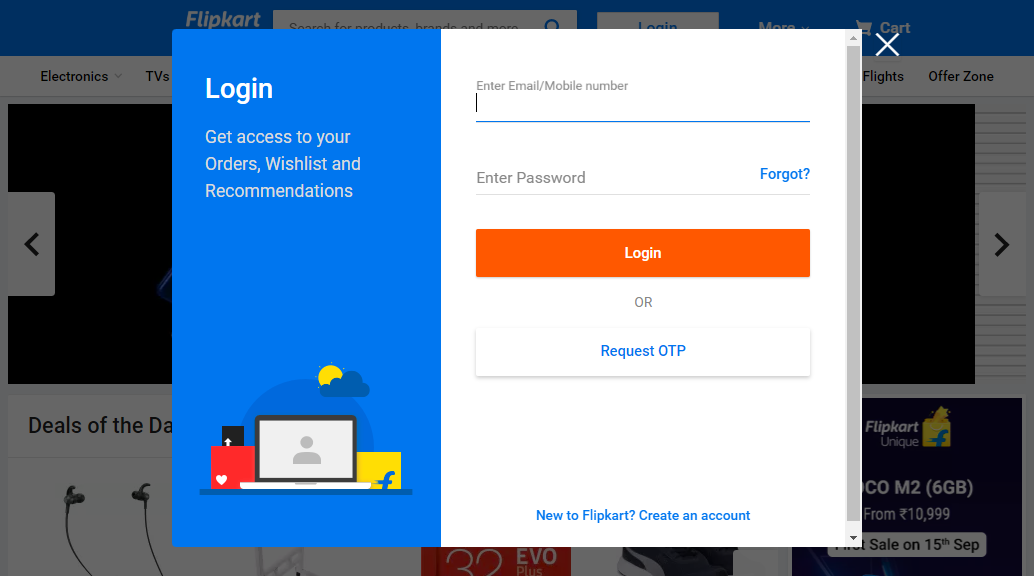 Flipkart
Search for products, brands and more
Login
More
Cart
Electronics
TVs
Flights
Offer Zone
Login
Get access to your
Orders, Wishlist and
Recommendations
Enter Email/Mobile number
Enter Password
Forgot?
Login
OR
Request OTP
New to Flipkart? Create an account
Deals of the Da
32 EVO
Plus
Flipkart
Unique
OCO M2 (6GB)
From ₹10,999
First Sale on 15th Sep